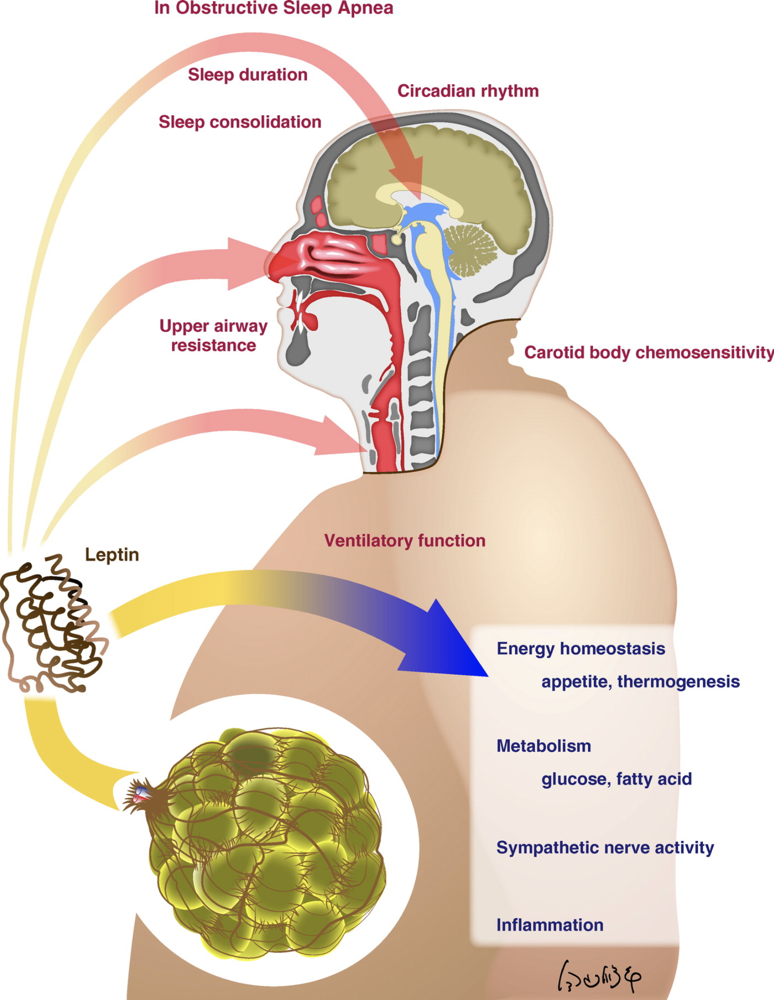 In Obstructive Sleep Apnea
Sleep duration
Circadian rhythm
Sleep consolidation
Upper airway
resistance
Carotid body chemosensitivity
Ventilatory function
Leptin
Energy homeostasis
appetite, thermogenesis
Metabolism
glucose, fatty acid
Sympathetic nerve activity
Inflammation